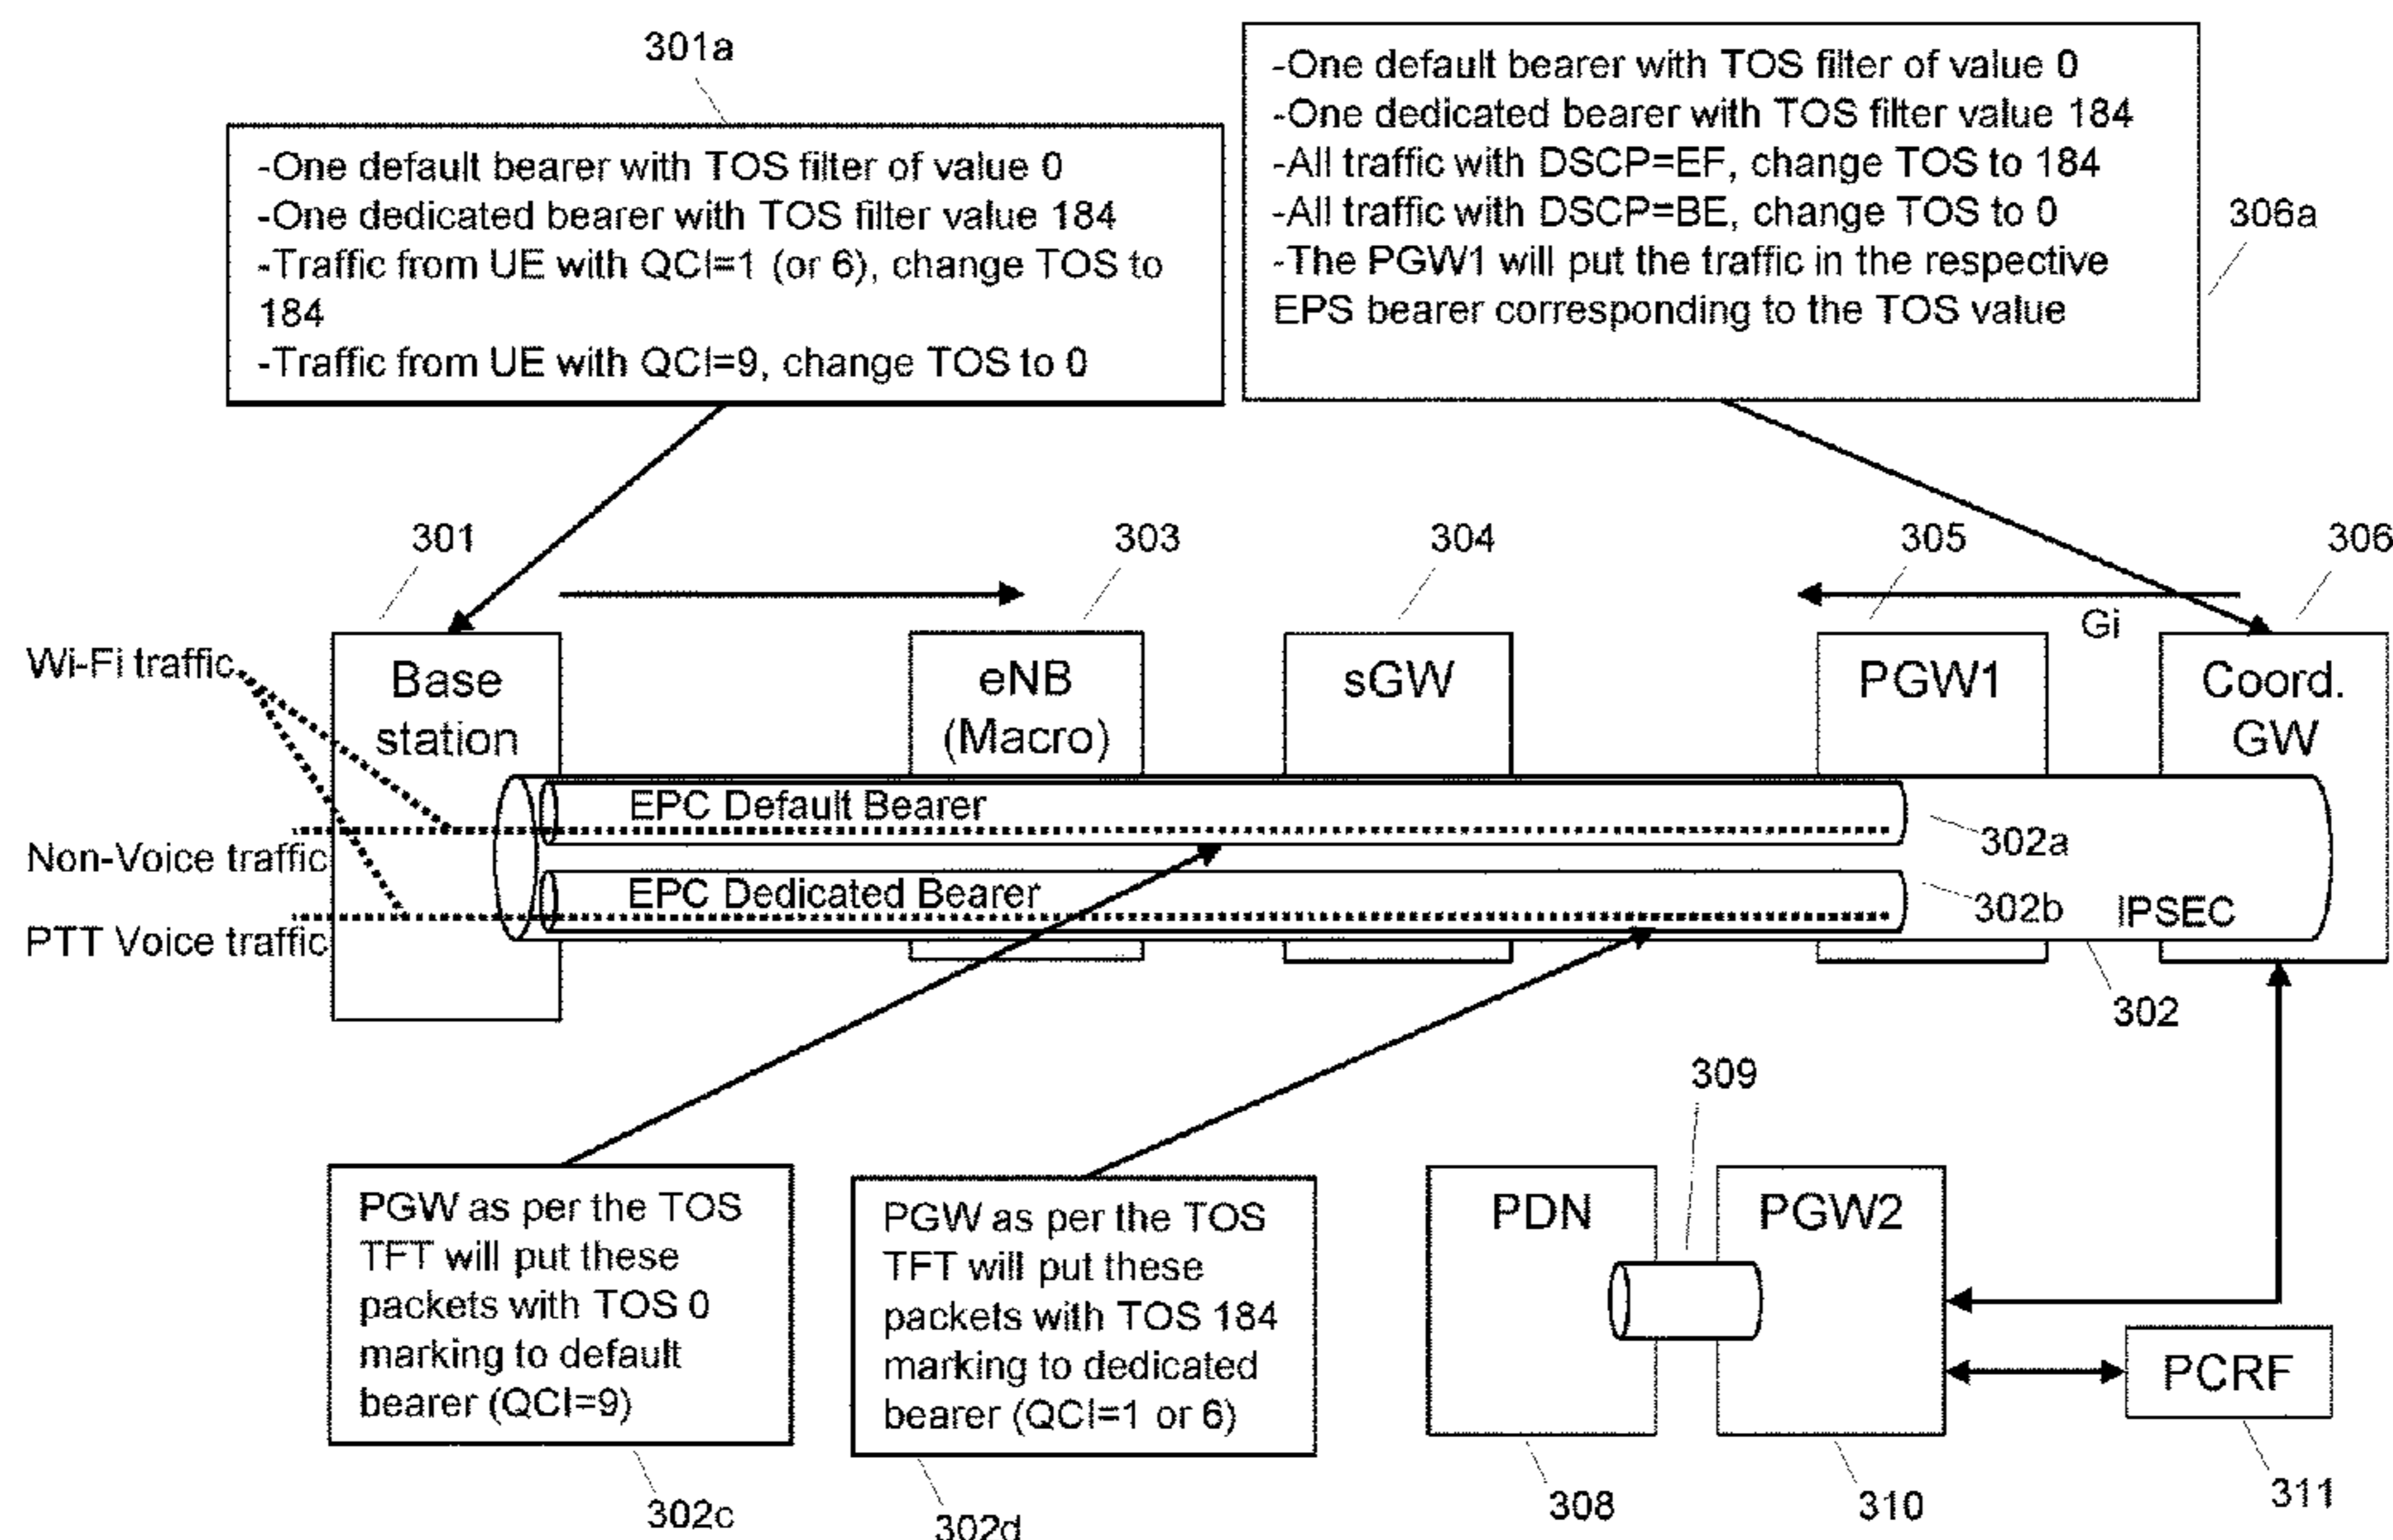 301a
-One default bearer with TOS filter of value 0
-One dedicated bearer with TOS filter value 184
-Traffic from UE with QCI=1 (or 6), change TOS to
184
-Traffic from UE with QCI=9, change TOS to 0
-One default bearer with TOS filter of value 0
-One dedicated bearer with TOS filter value 184
-All traffic with DSCP=EF, change TOS to 184
-All traffic with DSCP=BE, change TOS to 0
-The PGW1 will put the traffic in the respective
EPS bearer corresponding to the TOS value
306a
301
303
304
305
306
Gi
Wi-Fi traffic
Base
station
eNB
(Macro)
sGW
PGW1
Coord.
GW
EPC Default Bearer
302a
Non-Voice traffic
EPC Dedicated Bearer
302b
IPSEC
PTT Voice traffic
302
309
PGW as per the TOS
TFT will put these
packets with TOS 0
marking to default
bearer (QCI=9)
302c
PGW as per the TOS
TFT will put these
packets with TOS 184
marking to dedicated
bearer (QCI=1 or 6)
302d
PDN
PGW2
PCRF
308
310
311